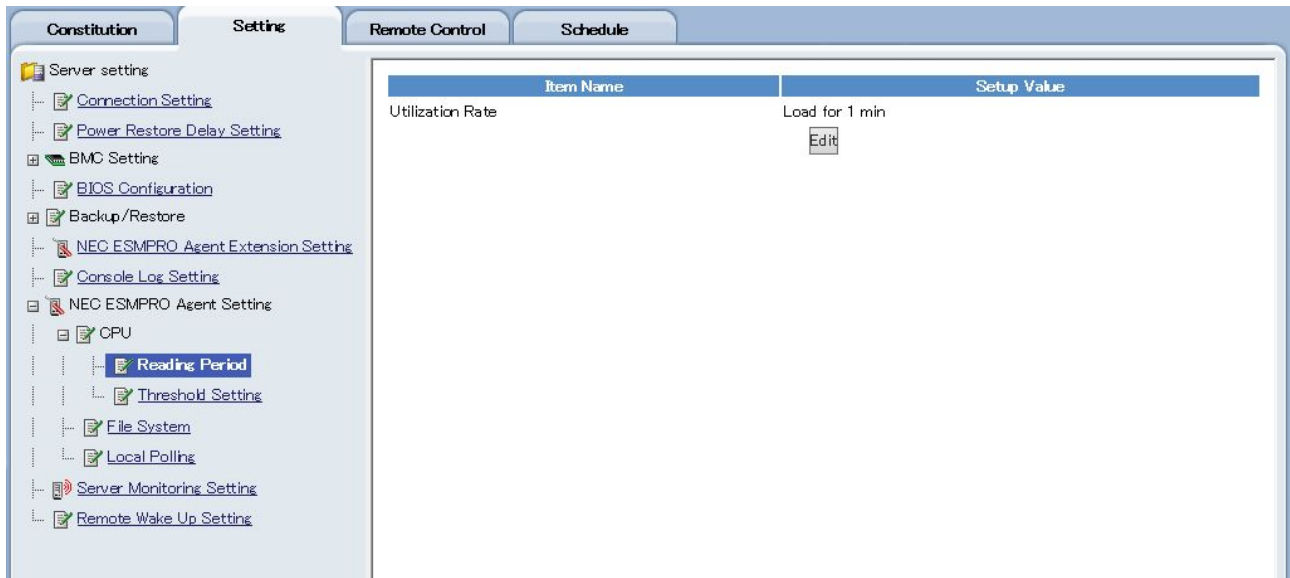 Constitution Setting Remote Control Schedule
Server setting
Connection Setting
Power Restore Delay Setting
BMC Setting
BIOS Configuration
Backup/Restore
NEC ESMPRO Agent Extension Setting
Console Log Setting
NEC ESMPRO Agent Setting
CPU
Reading Period
Threshold Setting
File System
Local Polling
Server Monitoring Setting
Remote Wake Up Setting
Item Name Setup Value
Utilization Rate Load for 1 min
Edit